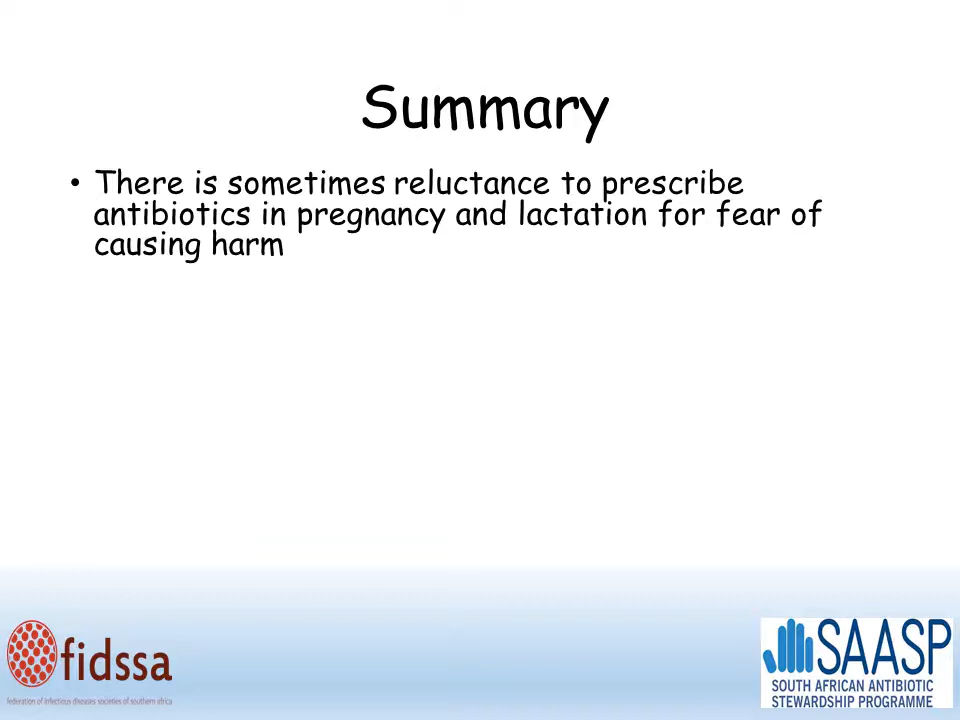 Summary
• There is sometimes reluctance to prescribe
antibiotics in pregnancy and lactation for fear of
causing harm
fidssa
federation of infectious diseases societies of southern africa
SAASP
SOUTH AFRICAN ANTIBIOTIC
STEWARDSHIP PROGRAMME